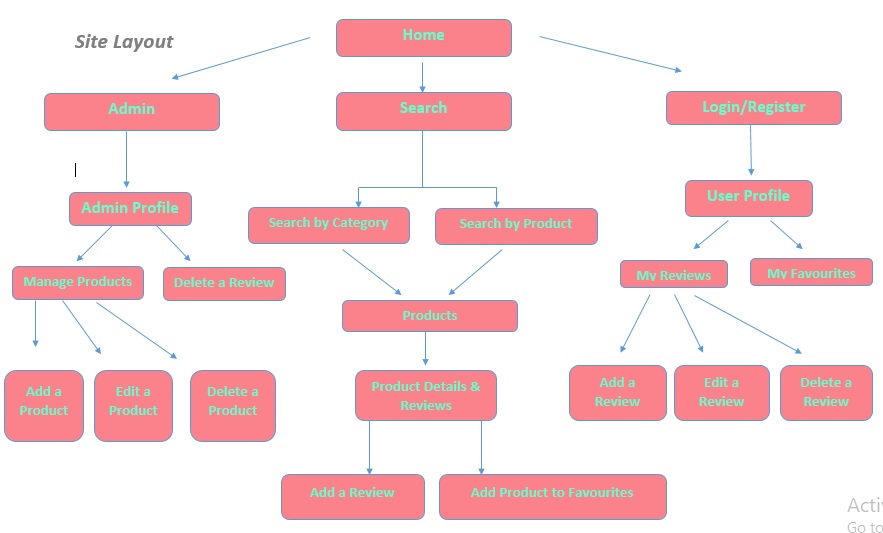 Site Layout
Home
Admin
Search
Login/Register
Admin Profile
Search by Category
Search by Product
User Profile
Manage Products
Delete a Review
My Reviews
My Favourites
Products
Add a
Product
Edit a
Product
Delete a
Product
Product Details &
Reviews
Add a
Review
Edit a
Review
Delete a
Review
Add a Review
Add Product to Favourites
Go to